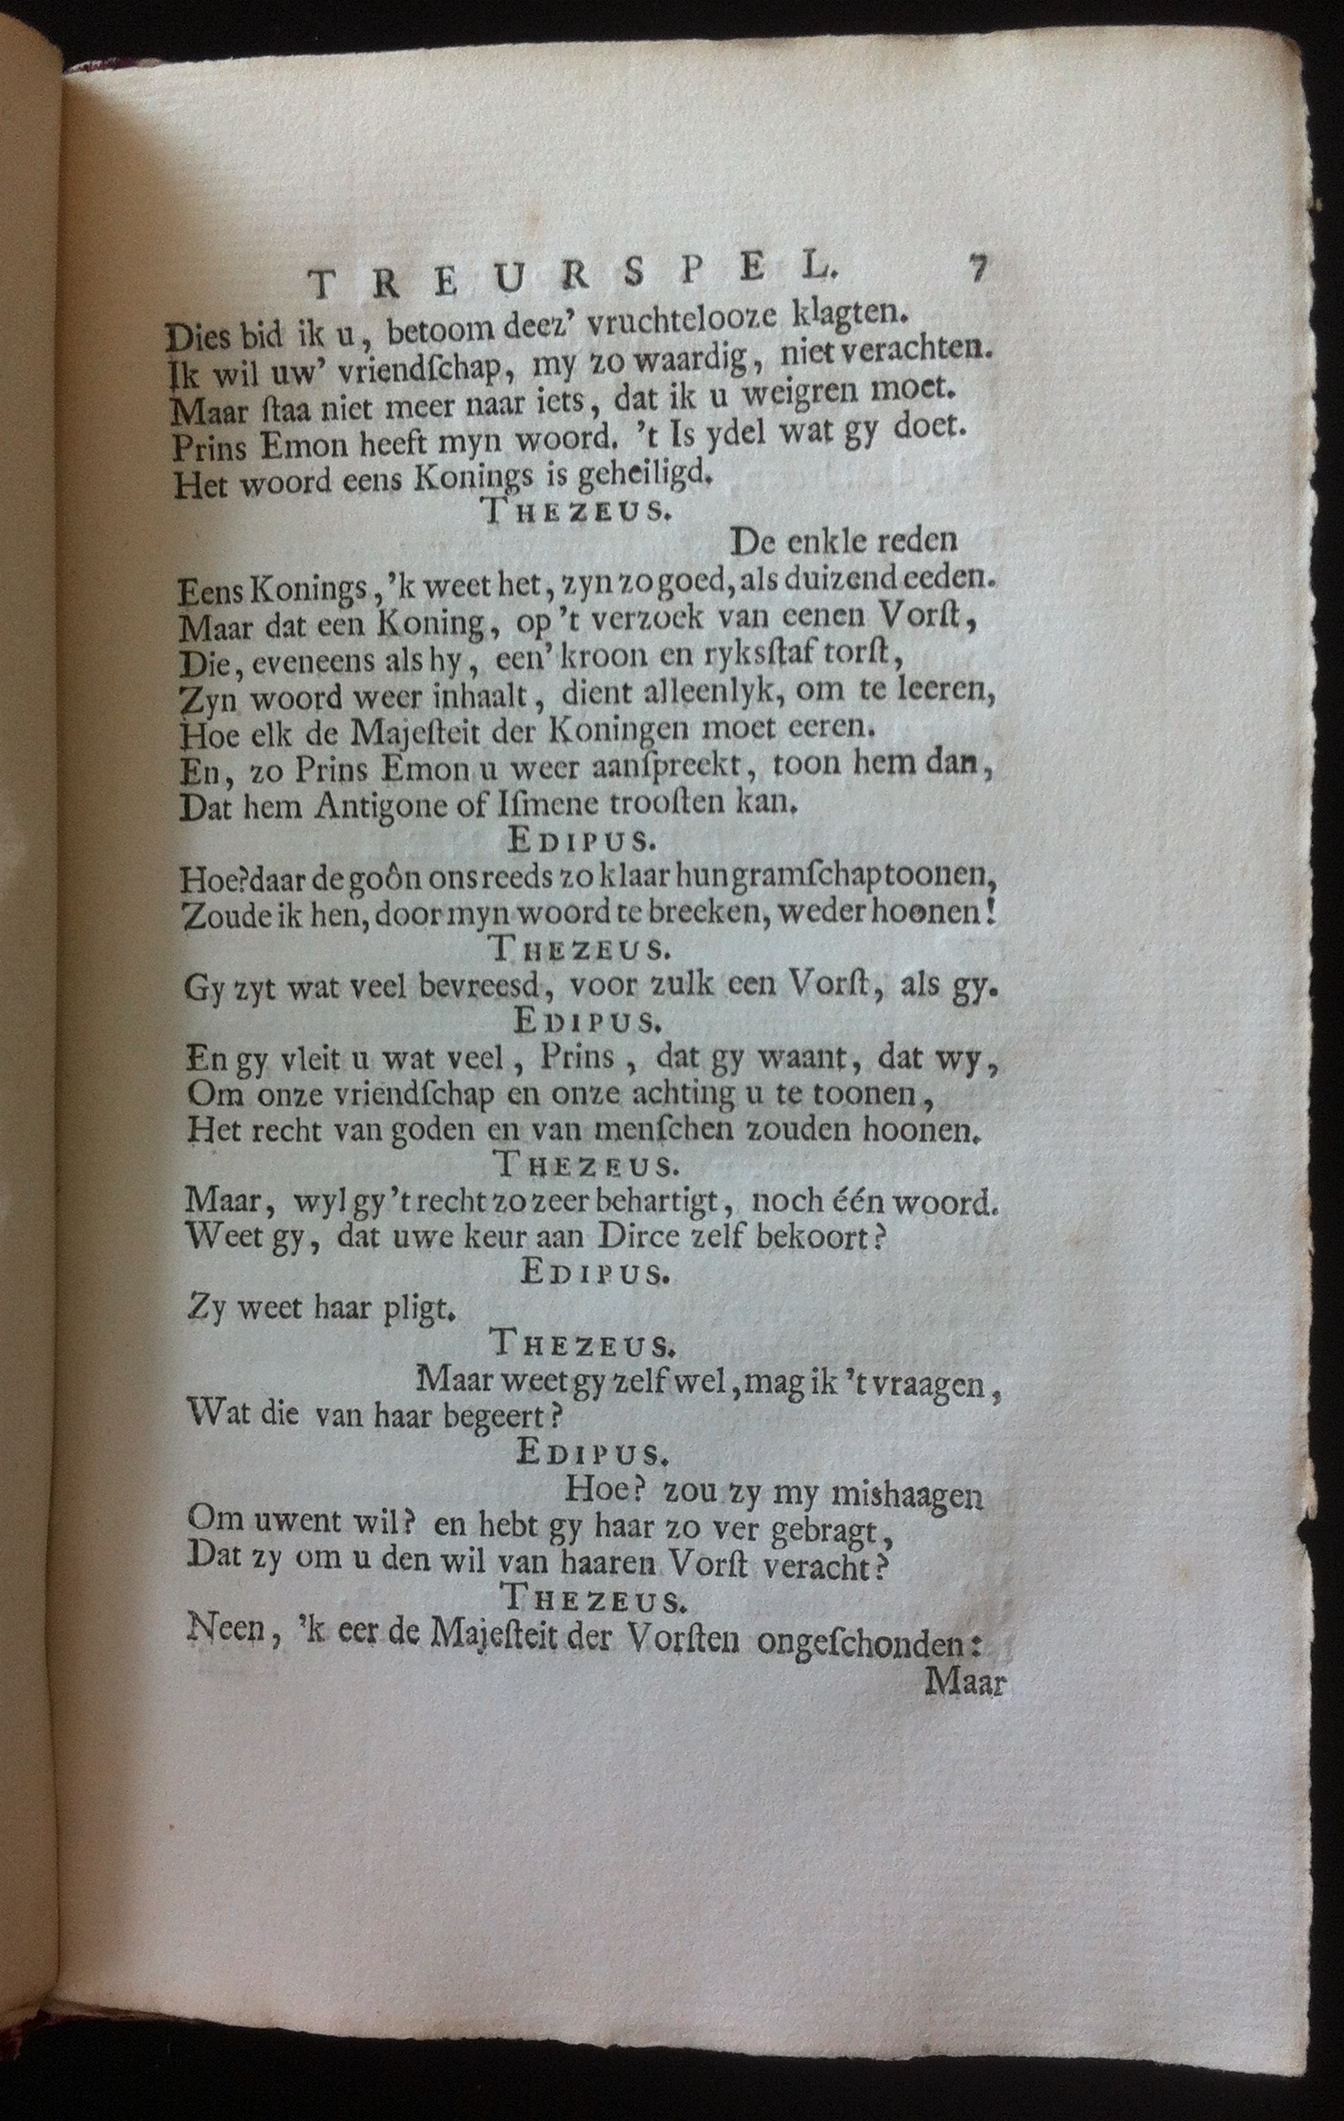 TREURSPEL. 7
Dies bid ik u, betoom deez' vruchtelooze klagten.
Ik wil uw' vriendſchap, my zo waardig, niet verachten.
Maar ſtaa niet meer naar iets, dat ik u weigren moet.
Prins Emon heeft myn woord. 't Is ydel wat gy doet.
Het woord eens Konings is geheiligd.
THEZEUS.
De enkle reden
Eens Konings, 'k weet het, zyn zo goed, als duizend eeden.
Maar dat een Koning, op 't verzoek van eenen Vorſt,
Die, eveneens als hy, een' kroon en ryksſtaf torſt,
Zyn woord weer inhaalt, dient alleenlyk, om te leeren,
Hoe elk de Majeſteit der Koningen moet eeren.
En, zo Prins Emon u weer aanſpreekt, toon hem dan,
Dat hem Antigone of Iſmene trooſten kan.
EDIPUS.
Hoe? daar de goôn ons reeds zo klaar hun gramſchap toonen,
Zoude ik hen, door myn woord te breeken, weder hoonen!
THEZEUS.
Gy zyt wat veel bevreesd, voor zulk een Vorſt, als gy.
EDIPUS.
En gy vleit u wat veel, Prins, dat gy waant, dat wy,
Om onze vriendſchap en onze achting u te toonen,
Het recht van goden en van menſchen zouden hoonen.
THEZEUS.
Maar, wyl gy 't recht zo zeer behartigt, noch één woord.
Weet gy, dat uwe keur aan Dirce zelf bekoort?
EDIPUS.
Zy weet haar pligt.
THEZEUS.
Maar weet gy zelf wel, mag ik 't vraagen,
Wat die van haar begeert?
EDIPUS.
Hoe? zou zy my mishaagen
Om uwent wil? en hebt gy haar zo ver gebragt,
Dat zy om u den wil van haaren Vorſt veracht?
THEZEUS.
Neen, 'k eer de Majeſteit der Vorſten ongeſchonden:
Maar